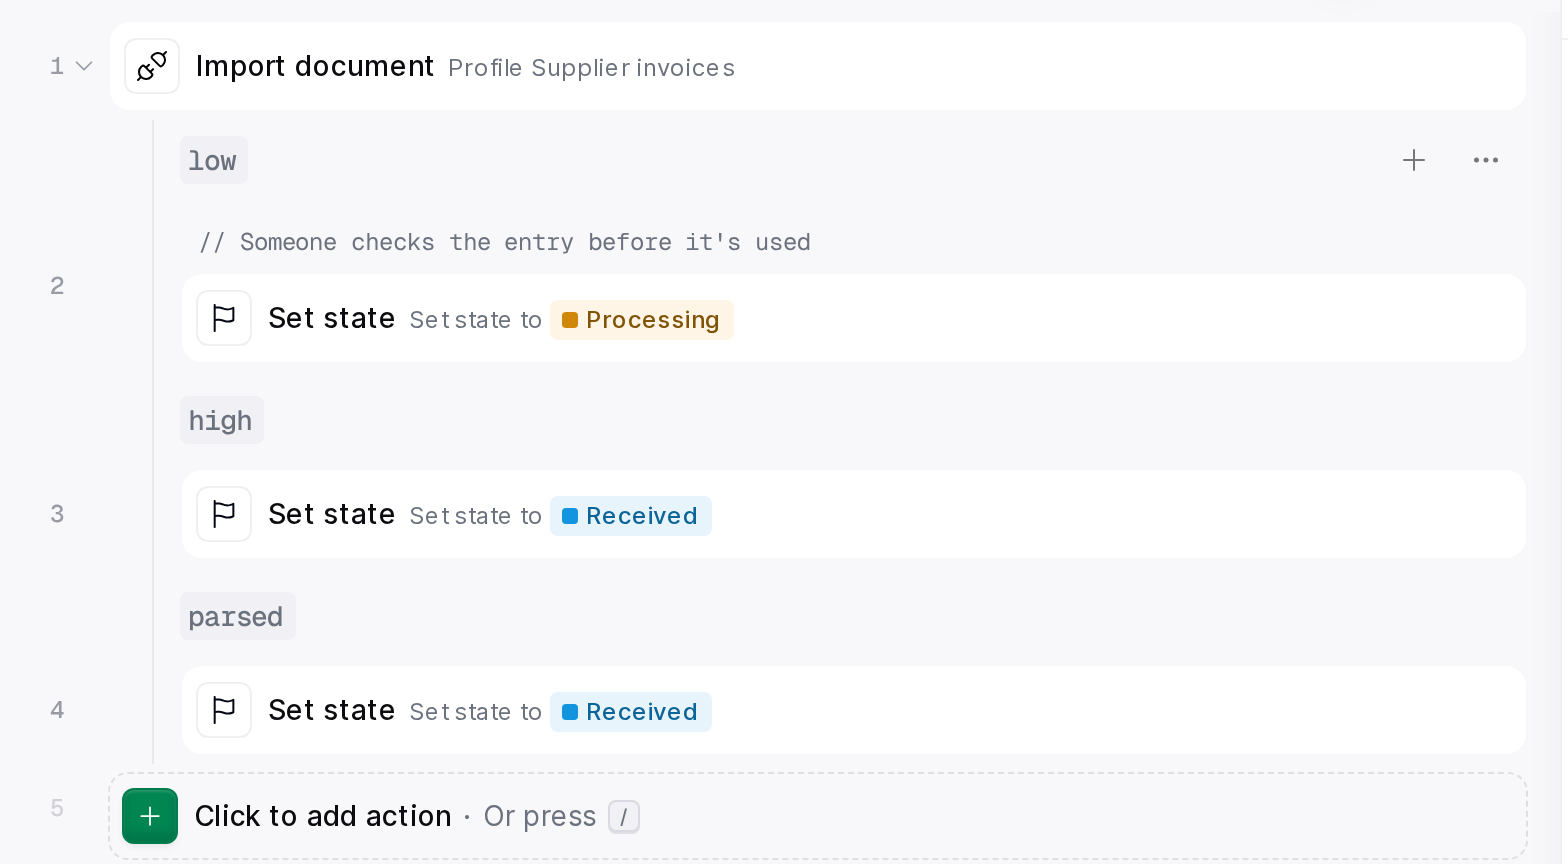 1 Import document Profile Supplier invoices
low
// Someone checks the entry before it's used
2 Set state Set state to Processing
high
3 Set state Set state to Received
parsed
4 Set state Set state to Received
5 Click to add action · Or press /